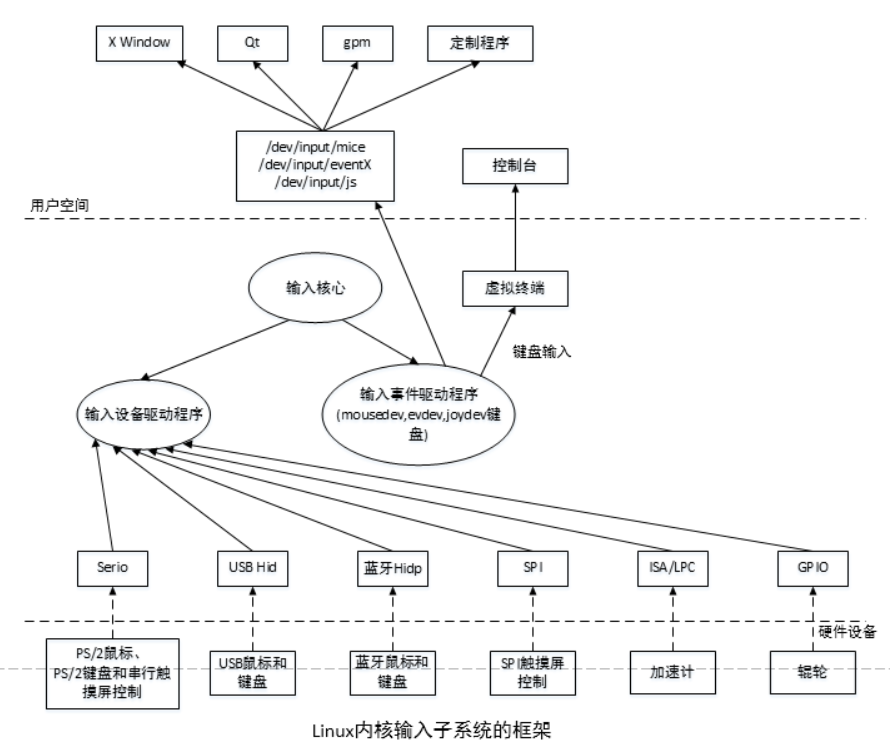 X Window
Qt
gpm
定制程序
/dev/input/mice
/dev/input/eventX
/dev/input/js
控制台
用户空间
输入核心
虚拟终端
键盘输入
输入设备驱动程序
输入事件驱动程序
(mousedev,evdev,joydev键
盘)
Serio
USB Hid
蓝牙Hidp
SPI
ISA/LPC
GPIO
硬件设备
PS/2鼠标、
PS/2键盘和串行触
摸屏控制
USB鼠标和
键盘
蓝牙鼠标和
键盘
SPI触摸屏
控制
加速计
辊轮
Linux内核输入子系统的框架